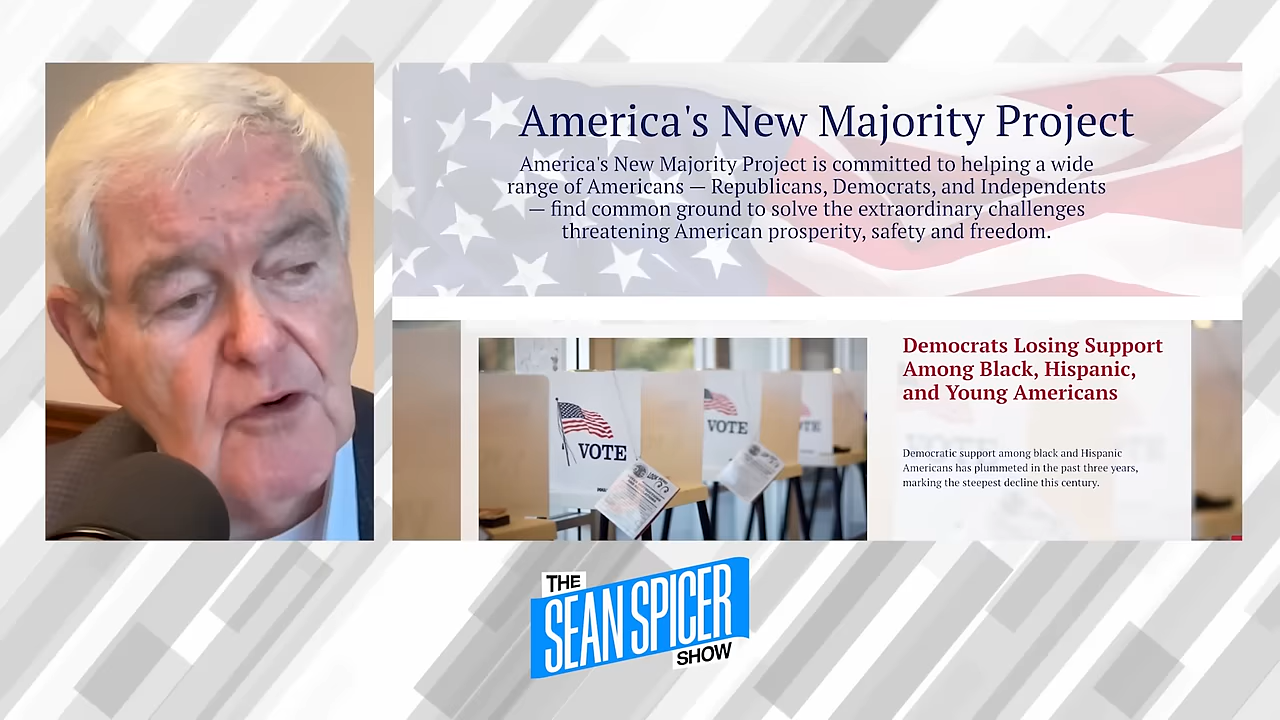 America's New Majority Project
America's New Majority Project is committed to helping a wide
range of Americans — Republicans, Democrats, and Independents
— find common ground to solve the extraordinary challenges
threatening American prosperity, safety and freedom.
Democrats Losing Support
Among Black, Hispanic,
and Young Americans
Democratic support among black and Hispanic
Americans has plummeted in the past three years,
marking the steepest decline this century.
VOTE
VOTE
VOTE
THE
SEAN SPICER
SHOW